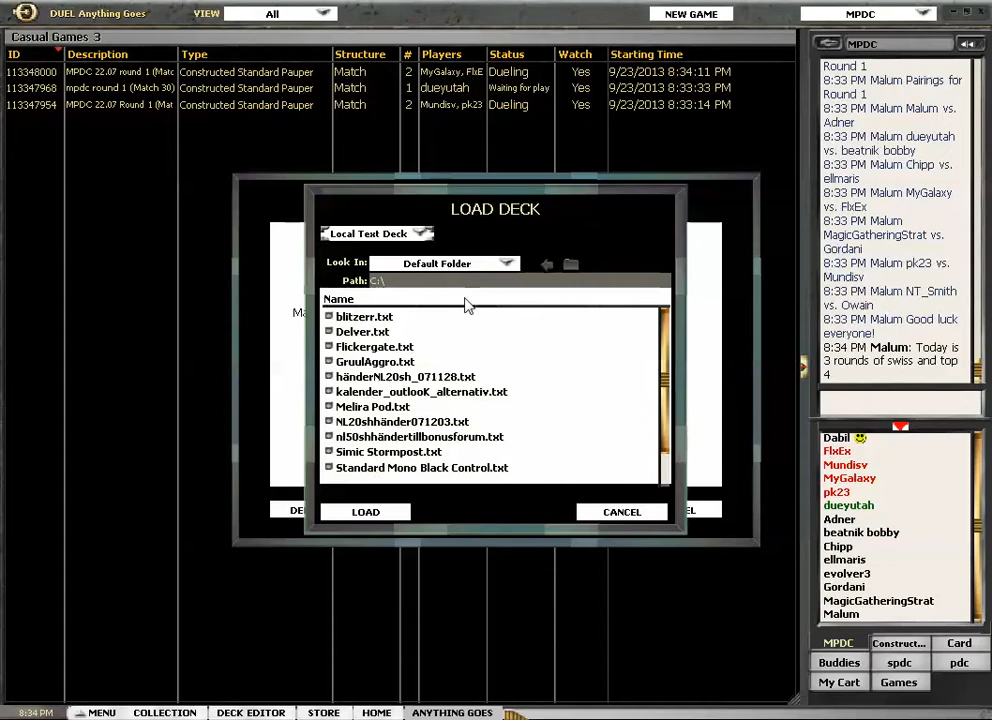 DUEL Anything Goes VIEW All NEW GAME MPDC
Casual Games 3
ID Description Type Structure # Players Status Watch Starting Time
113348000 MPDC 22.07 round 1 (Matc Constructed Standard Pauper Match 2 MyGalaxy, FlxE Dueling Yes 9/23/2013 8:34:11 PM
113347968 mpdc round 1 (Match 30) Constructed Standard Pauper Match 1 dueyutah Waiting for play Yes 9/23/2013 8:33:33 PM
113347954 MPDC 22.07 Round 1 (Mat Constructed Standard Pauper Match 2 Mundisv, pk23 Dueling Yes 9/23/2013 8:33:14 PM
LOAD DECK
Local Text Deck
Look In: Default Folder
Path: C:\
Name
blitzerr.txt
Delver.txt
Flickergate.txt
GruulAggro.txt
händerNL20sh_071128.txt
kalender_outlooK_alternativ.txt
Melira Pod.txt
NL20shhänder071203.txt
nl50shhändertillbonusforum.txt
Simic Stormpost.txt
Standard Mono Black Control.txt
LOAD CANCEL
Ma
DE
EL
MPDC
Round 1
8:33 PM Malum Pairings for
Round 1
8:33 PM Malum Malum vs.
Adner
8:33 PM Malum dueyutah
vs. beatnik bobby
8:33 PM Malum Chipp vs.
ellmaris
8:33 PM Malum MyGalaxy
vs. FlxEx
8:33 PM Malum
MagicGatheringStrat vs.
Gordani
8:33 PM Malum pk23 vs.
Mundisv
8:33 PM Malum NT_Smith
vs. Owain
8:33 PM Malum Good luck
everyone!
8:34 PM Malum: Today is
3 rounds of swiss and top
4
Dabil
FlxEx
Mundisv
MyGalaxy
pk23
dueyutah
Adner
beatnik bobby
Chipp
ellmaris
evolver3
Gordani
MagicGatheringStrat
Malum
MPDC Construct... Card
Buddies spdc pdc
My Cart Games
8:34 PM MENU COLLECTION DECK EDITOR STORE HOME ANYTHING GOES